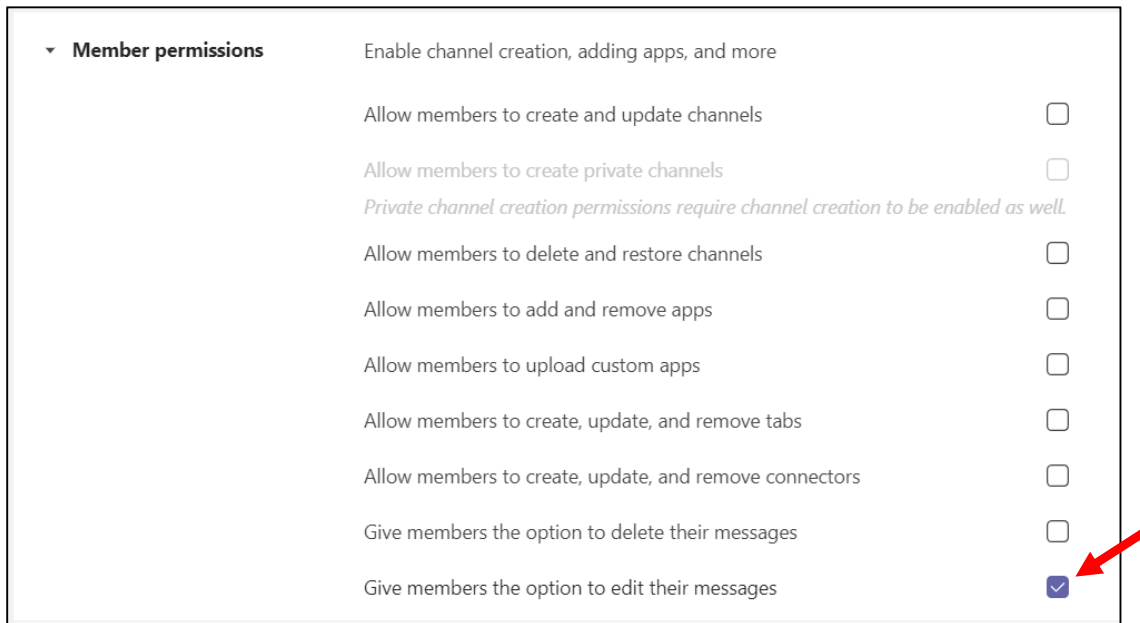 Member permissions Enable channel creation, adding apps, and more
Allow members to create and update channels
Allow members to create private channels
Private channel creation permissions require channel creation to be enabled as well.
Allow members to delete and restore channels
Allow members to add and remove apps
Allow members to upload custom apps
Allow members to create, update, and remove tabs
Allow members to create, update, and remove connectors
Give members the option to delete their messages
Give members the option to edit their messages